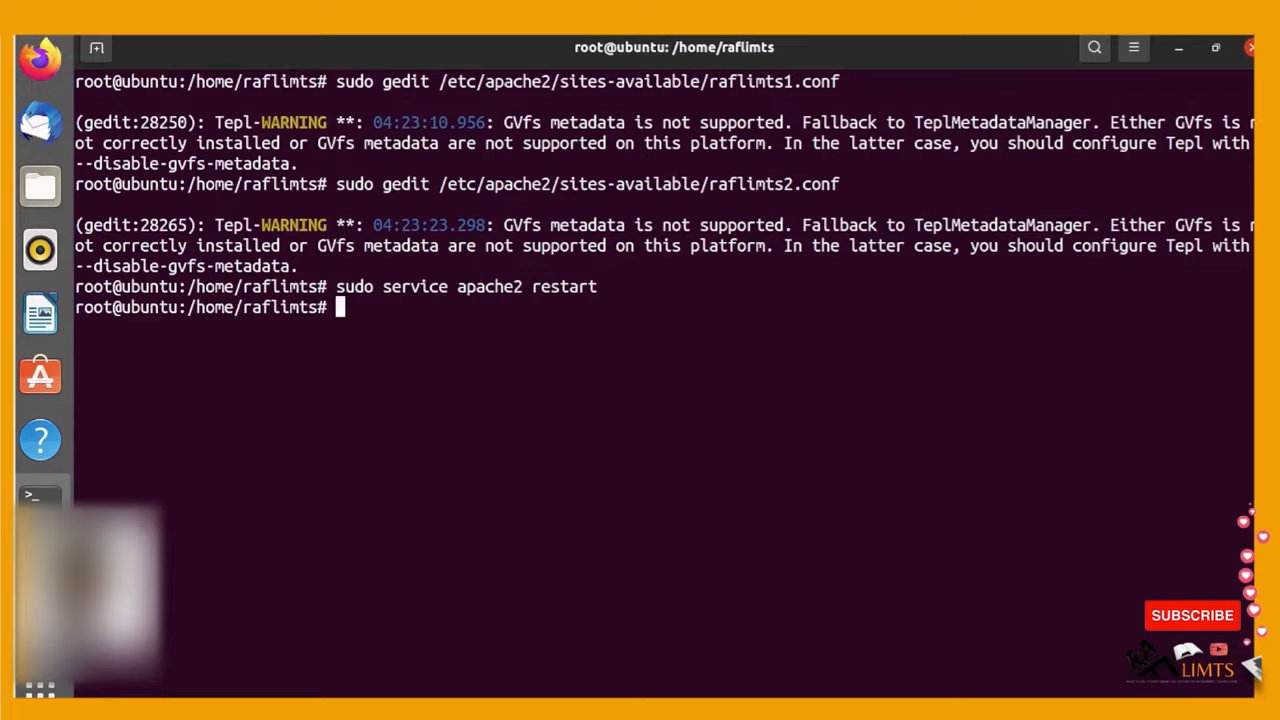 root@ubuntu: /home/raflimts
root@ubuntu:/home/raflimts# sudo gedit /etc/apache2/sites-available/raflimts1.conf
(gedit:28250): Tepl-WARNING **: 04:23:10.956: GVfs metadata is not supported. Fallback to TeplMetadataManager. Either GVfs is n
ot correctly installed or GVfs metadata are not supported on this platform. In the latter case, you should configure Tepl with
--disable-gvfs-metadata.
root@ubuntu:/home/raflimts# sudo gedit /etc/apache2/sites-available/raflimts2.conf
(gedit:28265): Tepl-WARNING **: 04:23:23.298: GVfs metadata is not supported. Fallback to TeplMetadataManager. Either GVfs is n
ot correctly installed or GVfs metadata are not supported on this platform. In the latter case, you should configure Tepl with
--disable-gvfs-metadata.
root@ubuntu:/home/raflimts# sudo service apache2 restart
root@ubuntu:/home/raflimts#
SUBSCRIBE
LIMTS